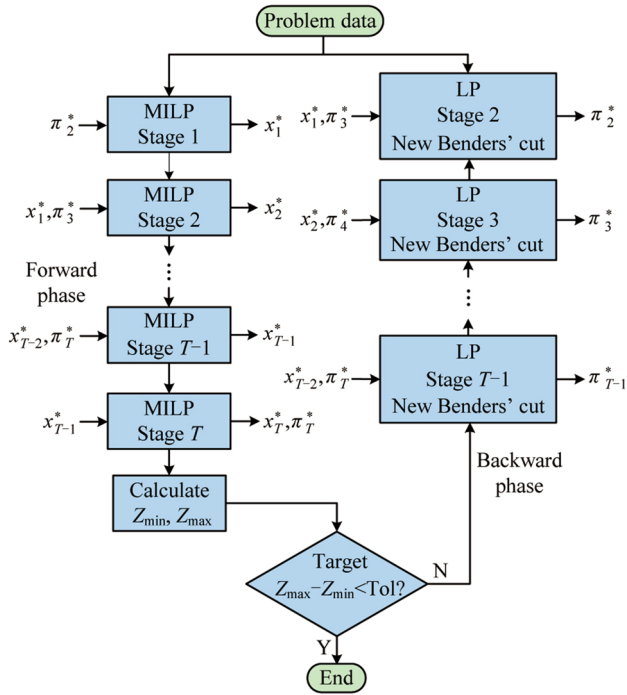 Problem data
MILP
Stage 1
π*2
x*1
MILP
Stage 2
x*1,π*3
x*2
Forward
phase
MILP
Stage T−1
x*T−2,π*T
x*T−1
MILP
Stage T
x*T−1
x*T,π*T
Calculate
Zmin, Zmax
Target
Zmax−Zmin<Tol?
Y
N
End
LP
Stage 2
New Benders’ cut
x*1,π*3
π*2
LP
Stage 3
New Benders’ cut
x*2,π*4
π*3
LP
Stage T−1
New Benders’ cut
x*T−2,π*T
π*T−1
Backward
phase